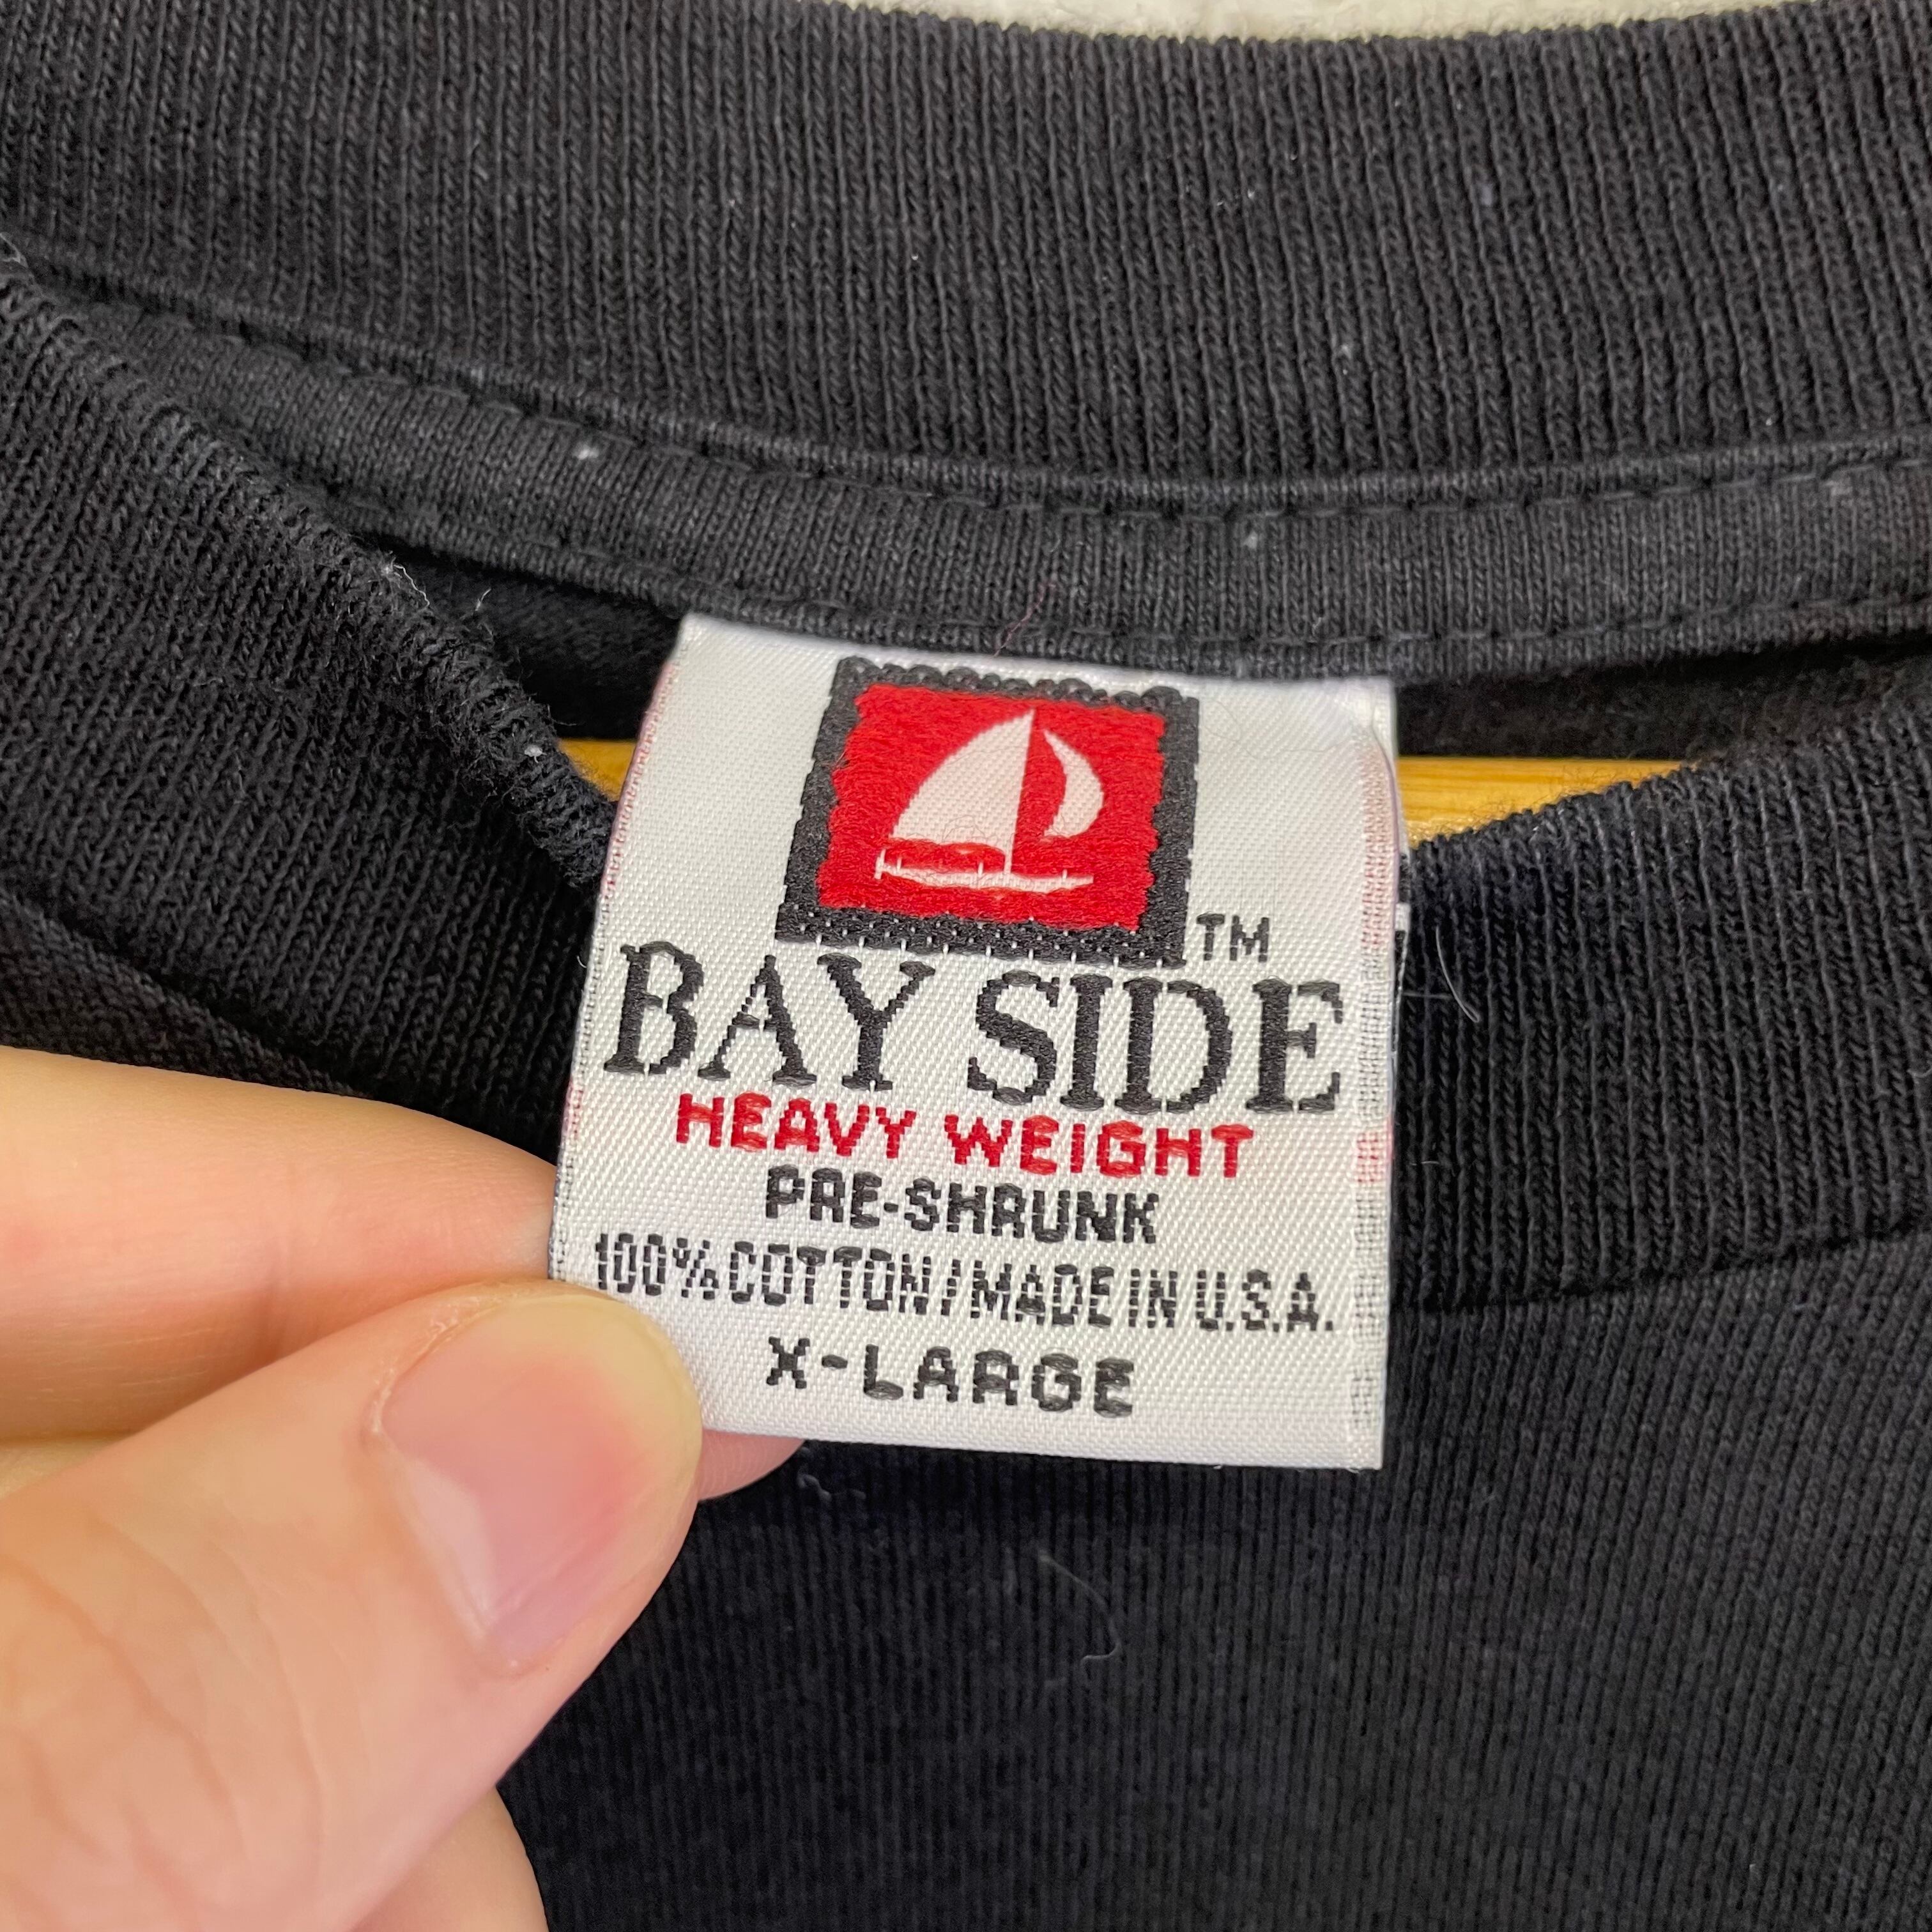 TM
BAY SIDE
HEAVY WEIGHT
PRE-SHRUNK
100% COTTON/MADE IN U.S.A.
X-LARGE